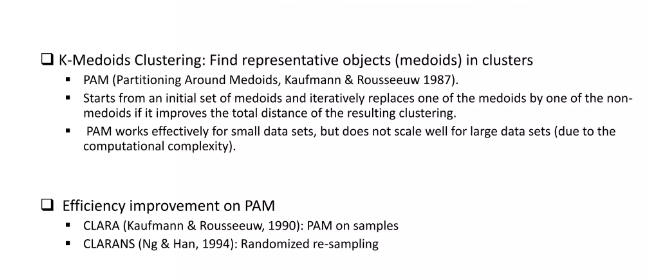 ❑ K-Medoids Clustering: Find representative objects (medoids) in clusters
▪ PAM (Partitioning Around Medoids, Kaufmann & Rousseeuw 1987).
▪ Starts from an initial set of medoids and iteratively replaces one of the medoids by one of the non-
medoids if it improves the total distance of the resulting clustering.
▪ PAM works effectively for small data sets, but does not scale well for large data sets (due to the
computational complexity).
❑ Efficiency improvement on PAM
▪ CLARA (Kaufmann & Rousseeuw, 1990): PAM on samples
▪ CLARANS (Ng & Han, 1994): Randomized re-sampling